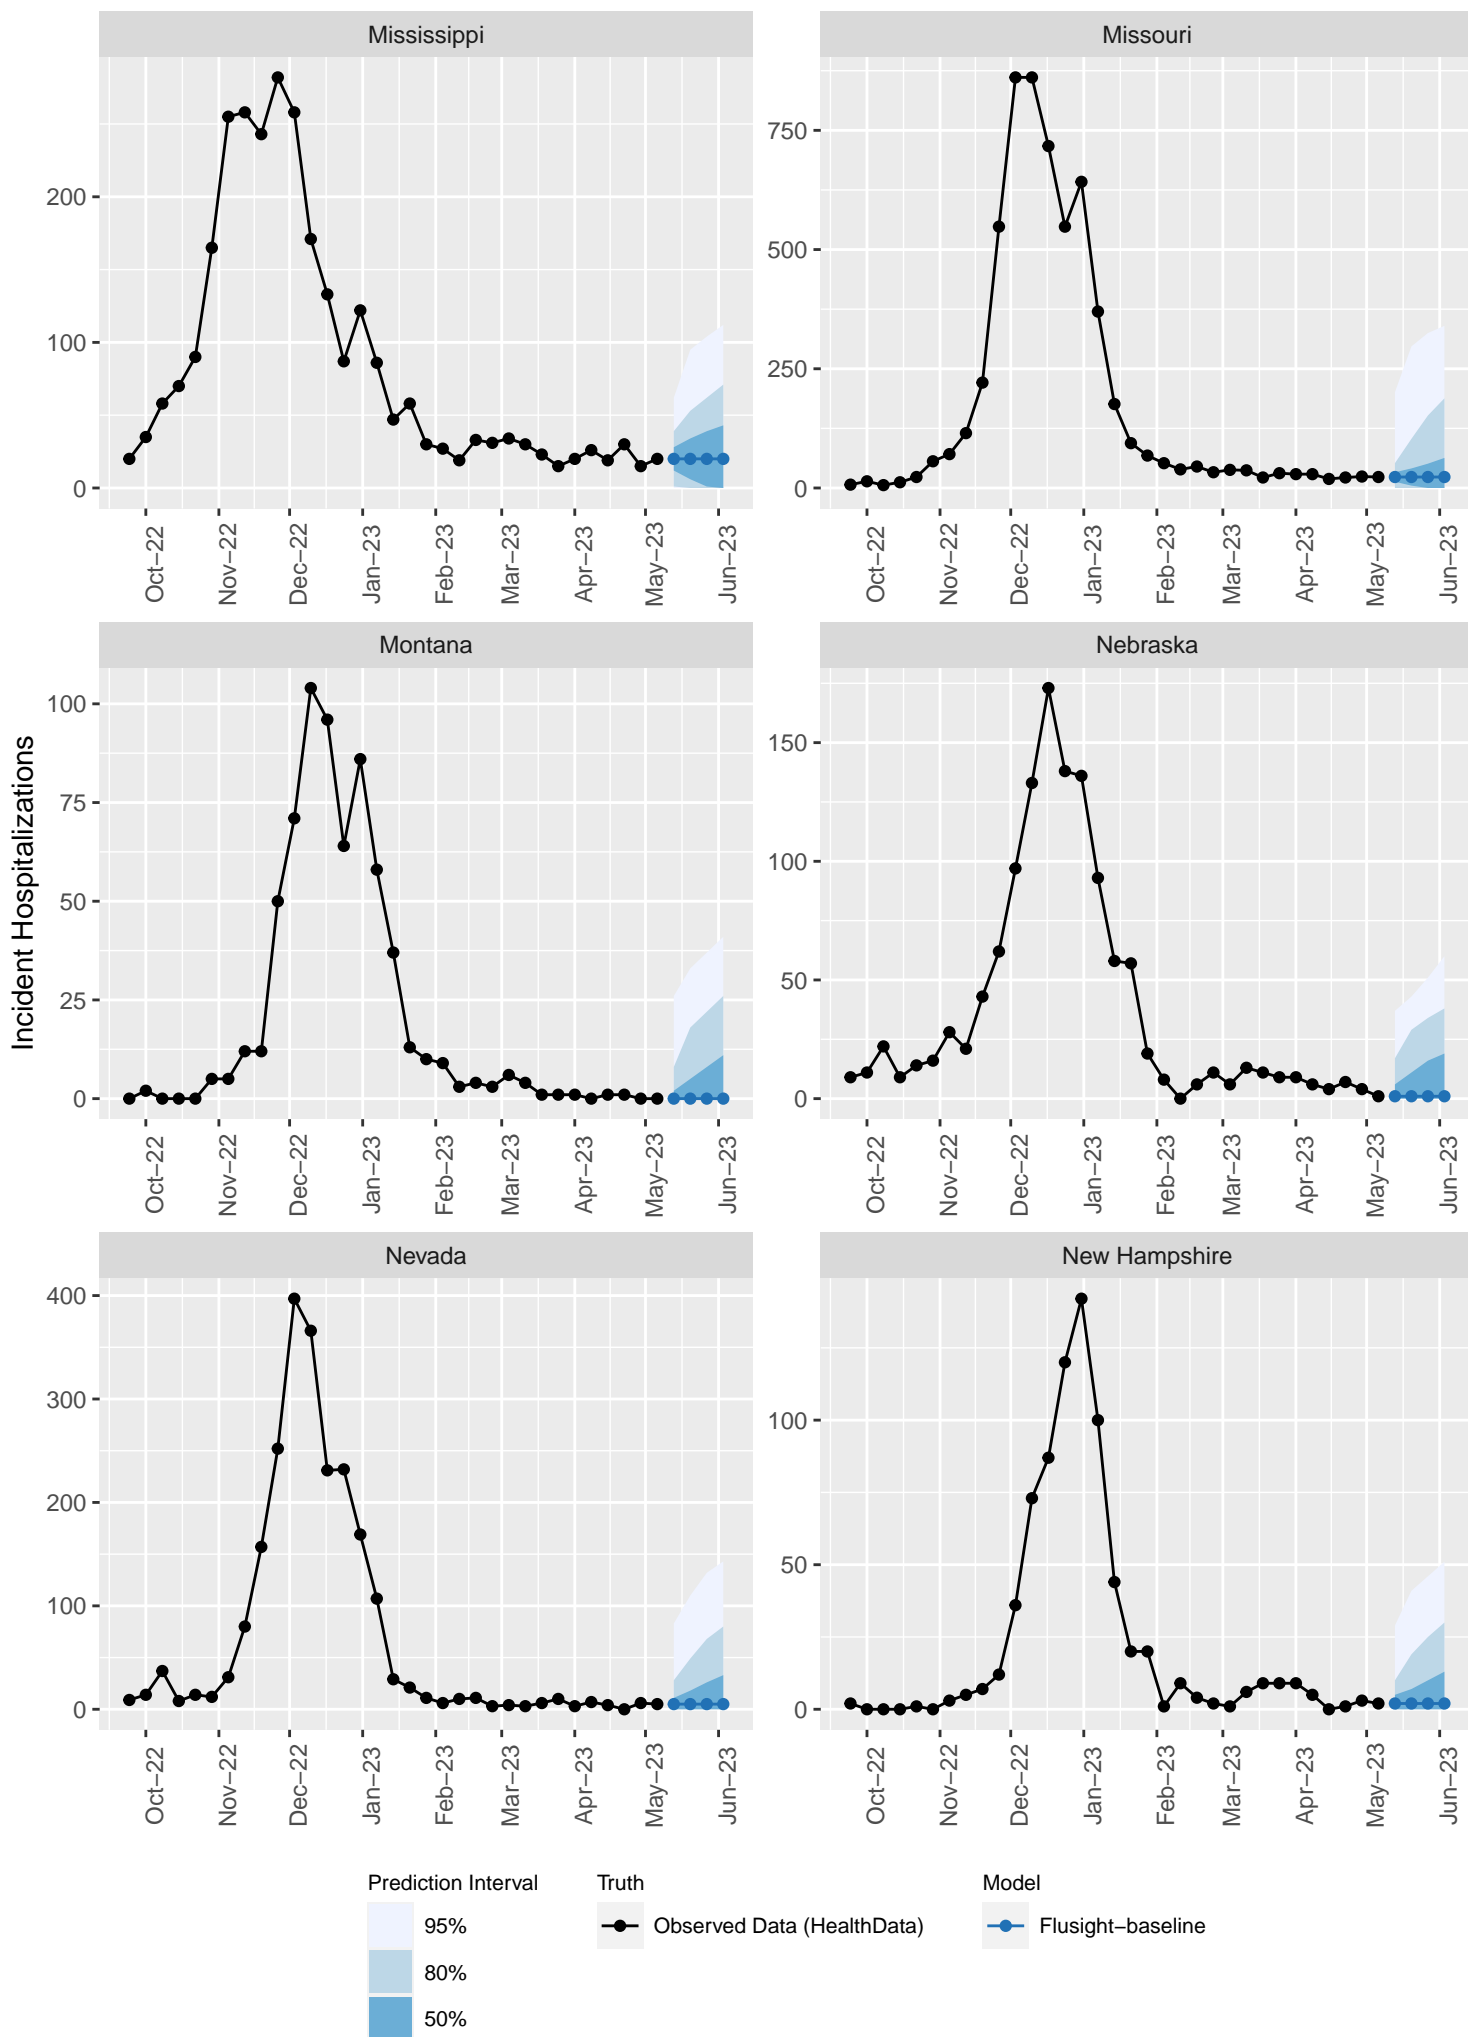 Mississippi
Missouri
200
100
0
750
500
250
0
Oct–22
Nov–22
Dec–22
Jan–23
Feb–23
Mar–23
Apr–23
May–23
Jun–23
Oct–22
Nov–22
Dec–22
Jan–23
Feb–23
Mar–23
Apr–23
May–23
Jun–23
Incident Hospitalizations
Montana
Nebraska
100
75
50
25
0
150
100
50
0
Oct–22
Nov–22
Dec–22
Jan–23
Feb–23
Mar–23
Apr–23
May–23
Jun–23
Oct–22
Nov–22
Dec–22
Jan–23
Feb–23
Mar–23
Apr–23
May–23
Jun–23
Nevada
New Hampshire
400
300
200
100
0
100
50
0
Oct–22
Nov–22
Dec–22
Jan–23
Feb–23
Mar–23
Apr–23
May–23
Jun–23
Oct–22
Nov–22
Dec–22
Jan–23
Feb–23
Mar–23
Apr–23
May–23
Jun–23
Prediction Interval
95%
80%
50%
Truth
Observed Data (HealthData)
Model
Flusight−baseline